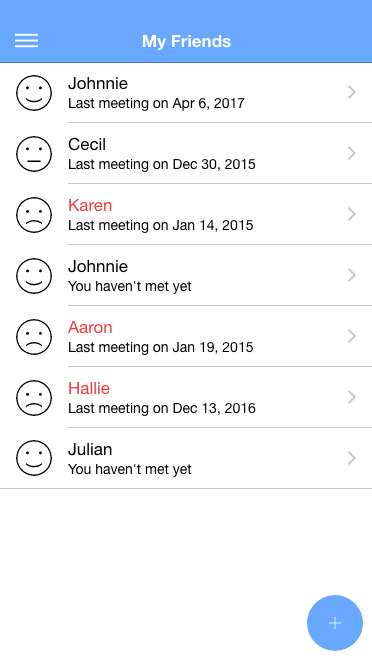 My Friends
Johnnie
Last meeting on Apr 6, 2017
Cecil
Last meeting on Dec 30, 2015
Karen
Last meeting on Jan 14, 2015
Johnnie
You haven't met yet
Aaron
Last meeting on Jan 19, 2015
Hallie
Last meeting on Dec 13, 2016
Julian
You haven't met yet